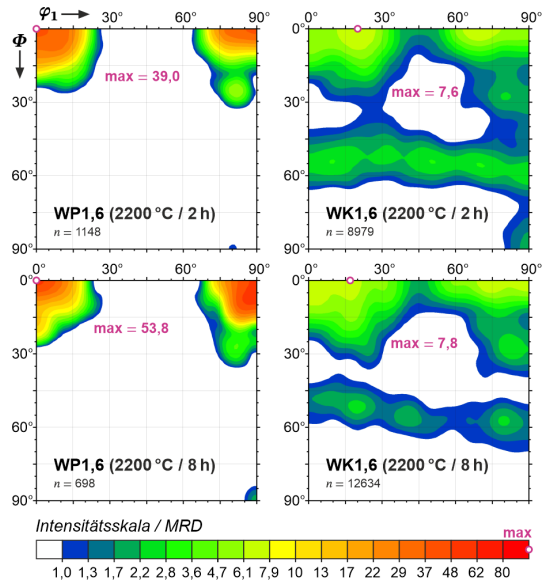 φ₁ → 0° 30° 60° 90° 0° 30° 60° 90°
Φ ↓
0°
max = 39,0
max = 7,6
30°
60°
WP1,6 (2200 °C / 2 h)
n = 1148
WK1,6 (2200 °C / 2 h)
n = 8979
90°
0° 30° 60° 90° 0° 30° 60° 90°
0°
max = 53,8
max = 7,8
30°
60°
WP1,6 (2200 °C / 8 h)
n = 698
WK1,6 (2200 °C / 8 h)
n = 12634
90°
Intensitätsskala / MRD
max
1,0 1,3 1,7 2,2 2,8 3,6 4,7 6,1 7,9 10 13 17 22 29 37 48 62 80